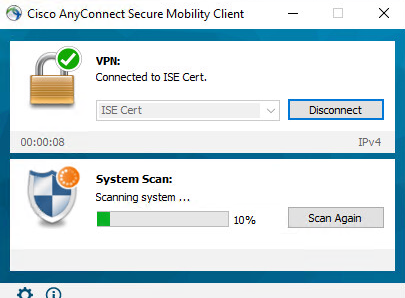 Cisco AnyConnect Secure Mobility Client
VPN:
Connected to ISE Cert.
ISE Cert
Disconnect
00:00:08
IPv4
System Scan:
Scanning system ...
10%
Scan Again